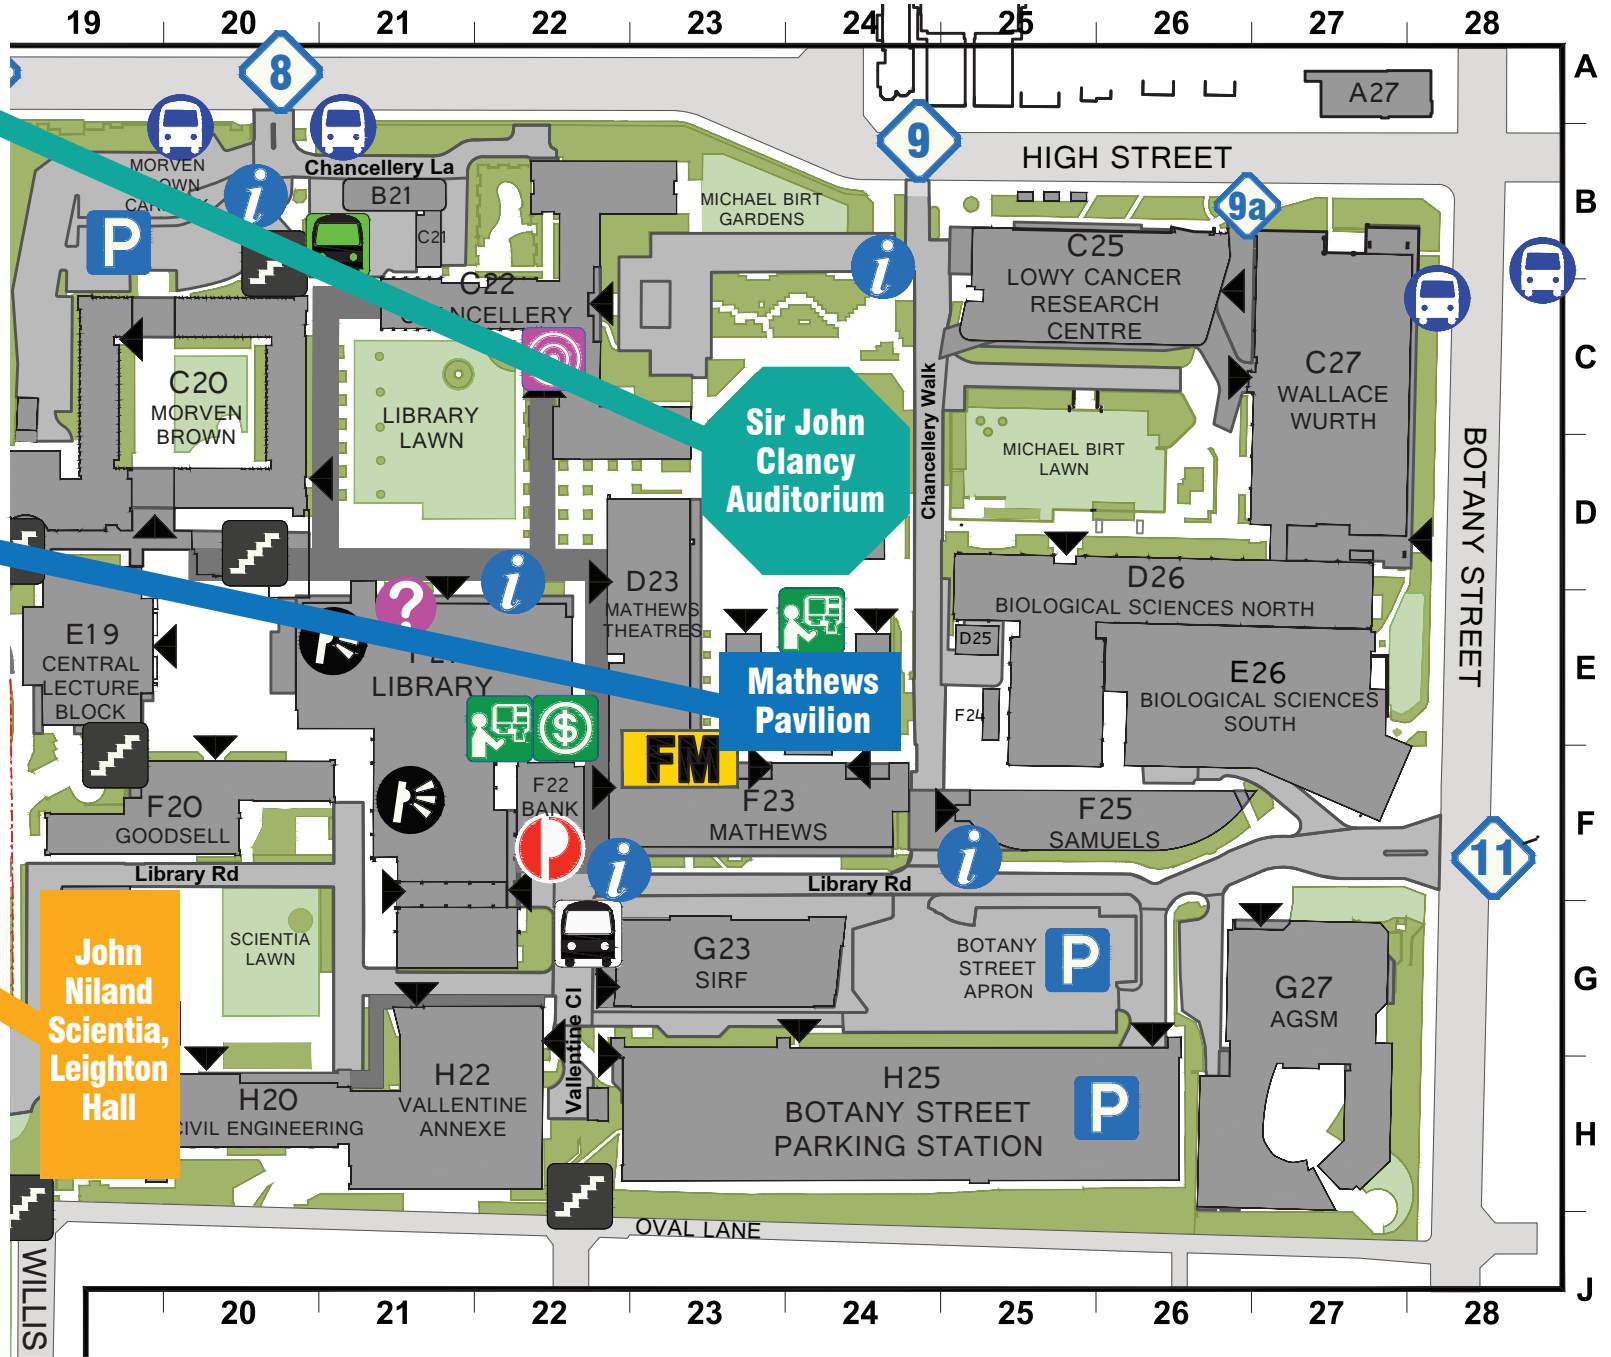 19 20 21 22 23 24 25 26 27 28
A
8
A27
9
HIGH STREET
MORVEN
Chancellery La
B21
i
B
9a
MICHAEL BIRT
GARDENS
P
C21
i
C25
LOWY CANCER
RESEARCH
CENTRE
C22
CHANCELLERY
C
C27
WALLACE
WURTH
C20
MORVEN
BROWN
LIBRARY
LAWN
Chancellery Walk
Sir John
Clancy
Auditorium
MICHAEL BIRT
LAWN
BOTANY STREET
D
i
D23
MATHEWS
THEATRES
D26
BIOLOGICAL SCIENCES NORTH
?
E19
CENTRAL
LECTURE
BLOCK
D25
LIBRARY
E
E26
BIOLOGICAL SCIENCES
SOUTH
Mathews
Pavilion
F24
$
FM
F22
BANK
F20
GOODSELL
F23
MATHEWS
F25
SAMUELS
F
i
i
11
Library Rd
Library Rd
John
Niland
Scientia,
Leighton
Hall
SCIENTIA
LAWN
G23
SIRF
BOTANY
STREET
APRON
P
G
G27
AGSM
Vallentine Cl
H22
VALLENTINE
ANNEXE
H20
CIVIL ENGINEERING
H25
BOTANY STREET
PARKING STATION
P
H
OVAL LANE
WILLIS
J
20 21 22 23 24 25 26 27 28